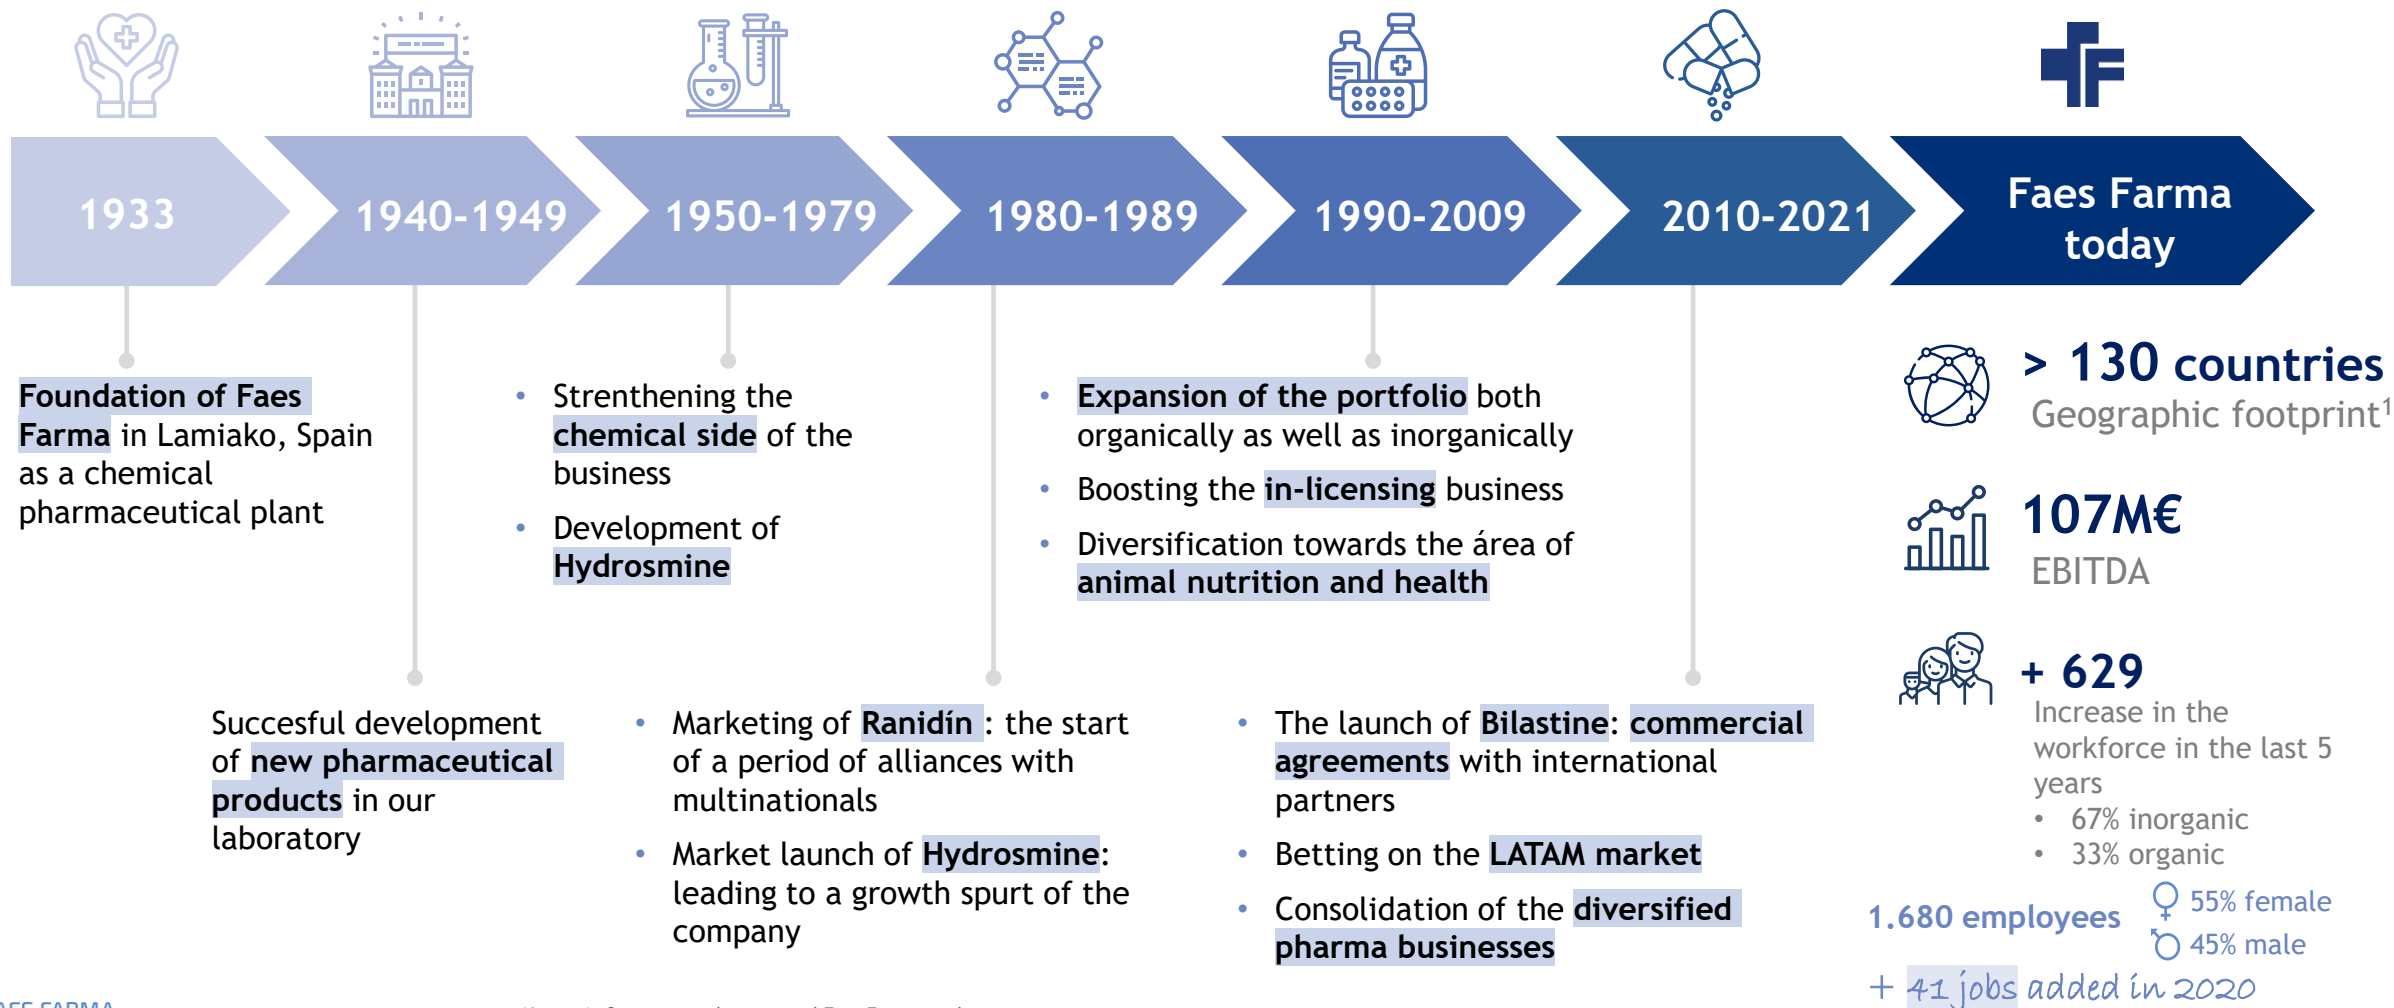 1933
1940-1949
1950-1979
1980-1989
1990-2009
2010-2021
Faes Farma
today
Foundation of Faes
Farma in Lamiako, Spain
as a chemical
pharmaceutical plant
Succesful development
of new pharmaceutical
products in our
laboratory
• Strenthening the
chemical side of the
business
• Development of
Hydrosmine
• Marketing of Ranidín : the start
of a period of alliances with
multinationals
• Market launch of Hydrosmine:
leading to a growth spurt of the
company
• Expansion of the portfolio both
organically as well as inorganically
• Boosting the in-licensing business
• Diversification towards the área of
animal nutrition and health
• The launch of Bilastine: commercial
agreements with international
partners
• Betting on the LATAM market
• Consolidation of the diversified
pharma businesses
> 130 countries
Geographic footprint¹
107M€
EBITDA
+ 629
Increase in the
workforce in the last 5
years
• 67% inorganic
• 33% organic
1.680 employees
55% female
45% male
+ 41 jobs added in 2020